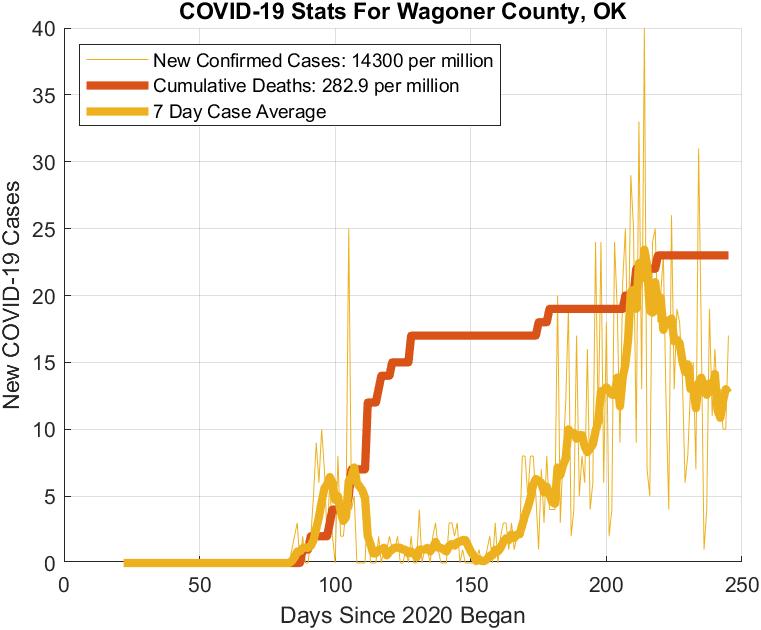 COVID-19 Stats For Wagoner County, OK
New Confirmed Cases: 14300 per million
Cumulative Deaths: 282.9 per million
7 Day Case Average
40
35
30
25
20
15
10
5
0
New COVID-19 Cases
0 50 100 150 200 250
Days Since 2020 Began